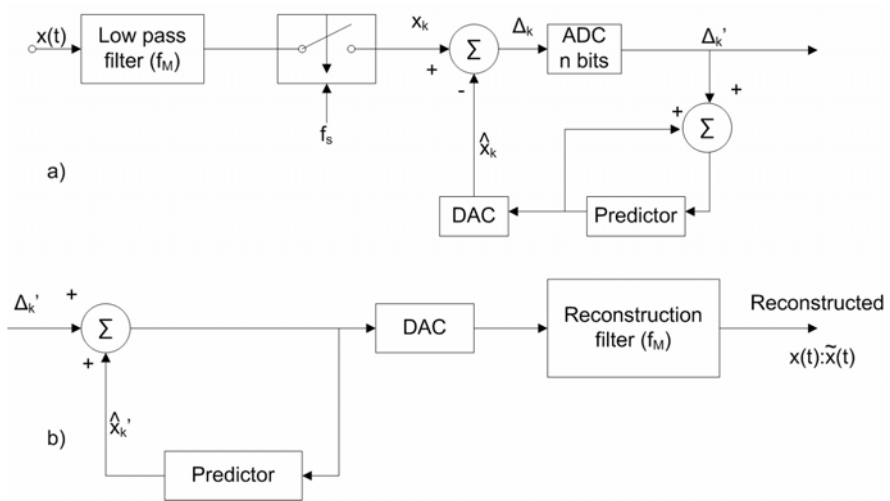 x(t)
Low pass
filter (f_M)
f_s
x_k
+
-
Σ
Δ_k
ADC
n bits
Δ_k'
+
+
Σ
x̂_k
a)
DAC
Predictor
Δ_k'
+
+
Σ
DAC
Reconstruction
filter (f_M)
Reconstructed
x(t):x̃(t)
x̂_k'
b)
Predictor